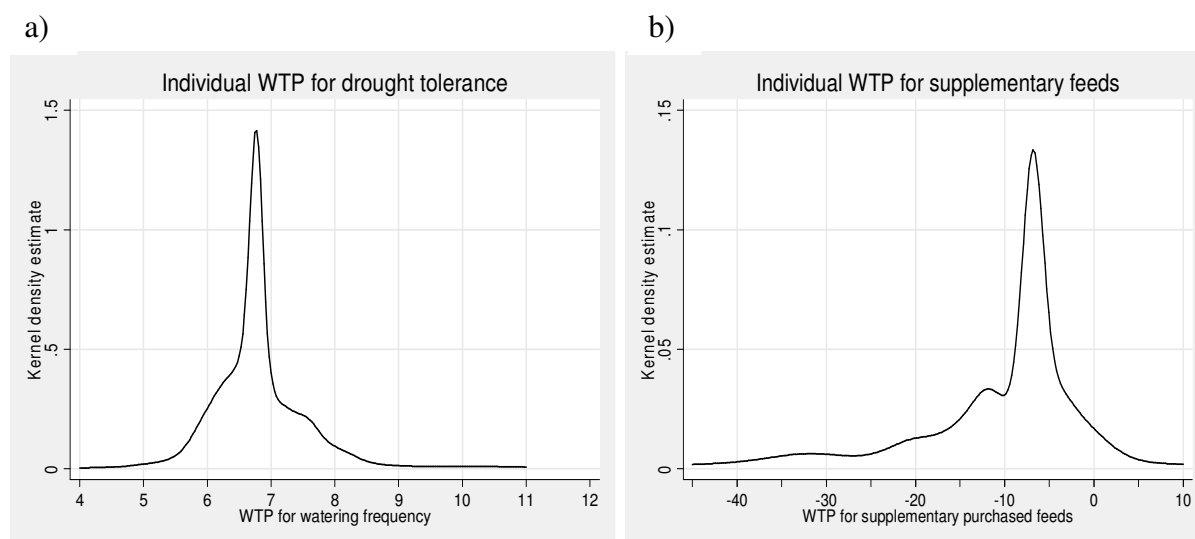 a)
Individual WTP for drought tolerance
Kernel density estimate
1.5
1
.5
0
4 5 6 7 8 9 10 11 12
WTP for watering frequency
b)
Individual WTP for supplementary feeds
Kernel density estimate
.15
.1
.05
0
-40 -30 -20 -10 0 10
WTP for supplementary purchased feeds